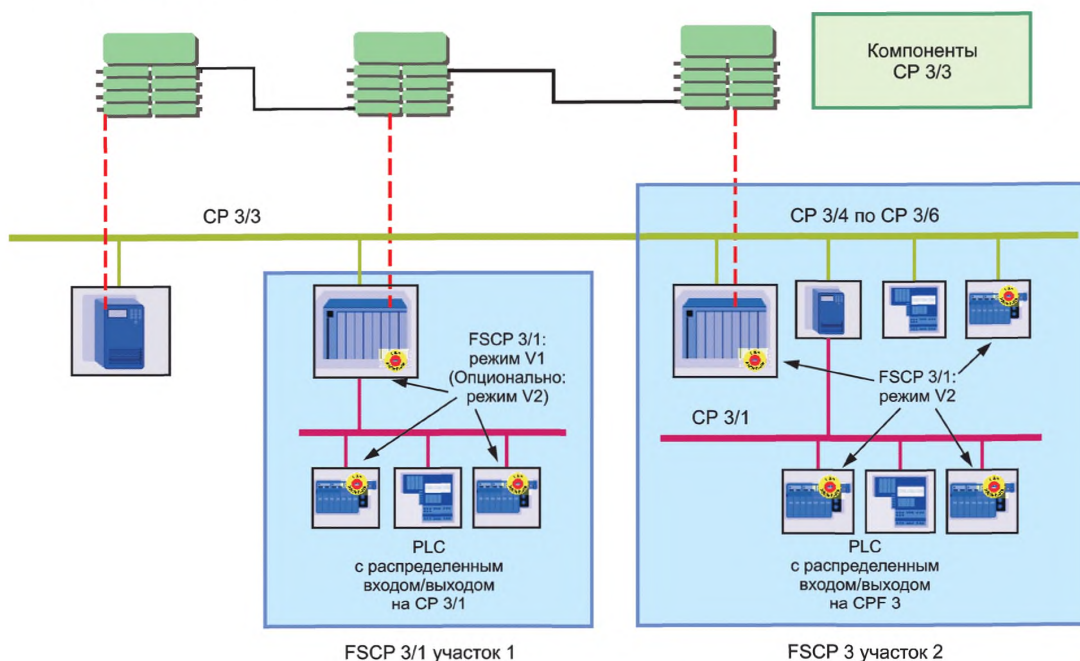 Компоненты
CP 3/3
CP 3/3
CP 3/4 по CP 3/6
FSCP 3/1:
режим V1
(Опционально:
режим V2)
FSCP 3/1:
режим V2
CP 3/1
PLC
с распределенным
входом/выходом
на CP 3/1
PLC
с распределенным
входом/выходом
на CPF 3
FSCP 3/1 участок 1
FSCP 3 участок 2